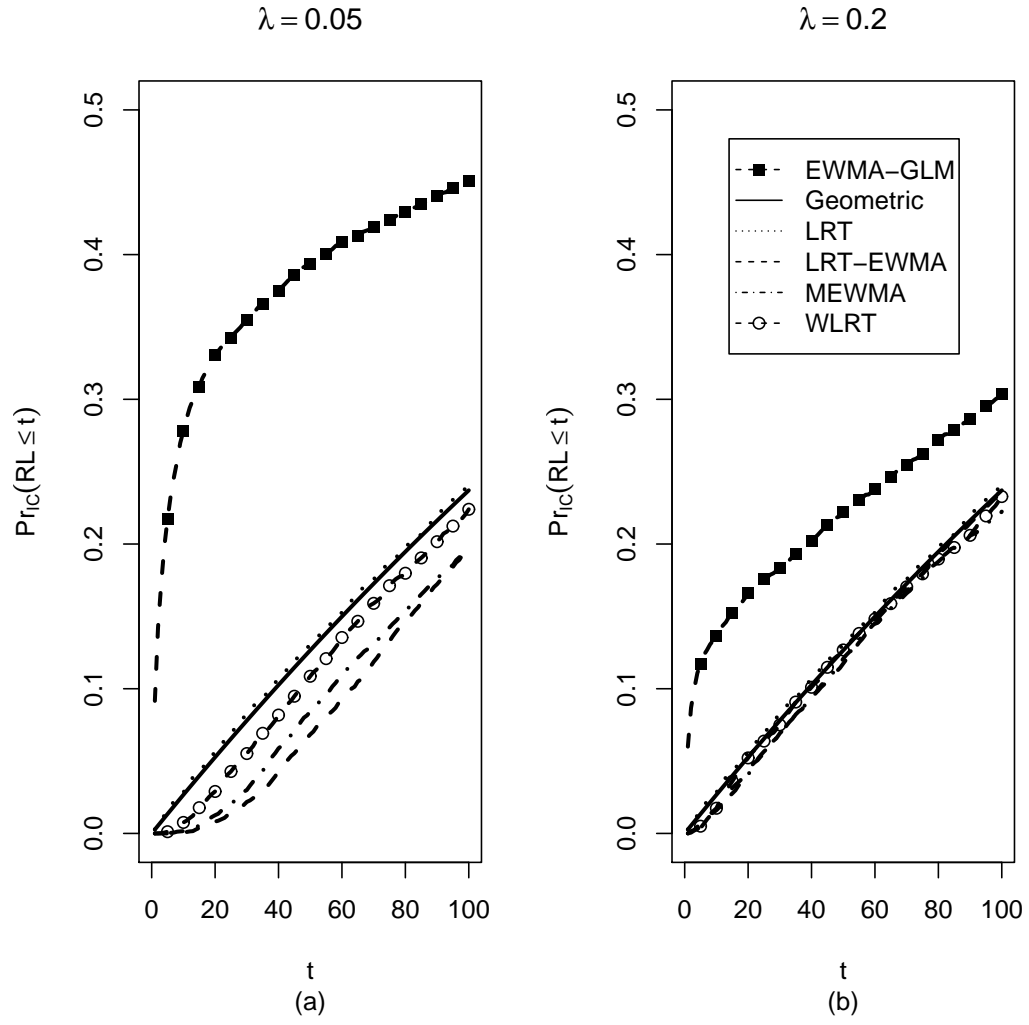 λ = 0.05
Pr_IC(RL ≤ t)
0.5
0.4
0.3
0.2
0.1
0.0
0 20 40 60 80 100
t
(a)
λ = 0.2
Pr_IC(RL ≤ t)
0.5
0.4
0.3
0.2
0.1
0.0
EWMA−GLM
Geometric
LRT
LRT−EWMA
MEWMA
WLRT
0 20 40 60 80 100
t
(b)